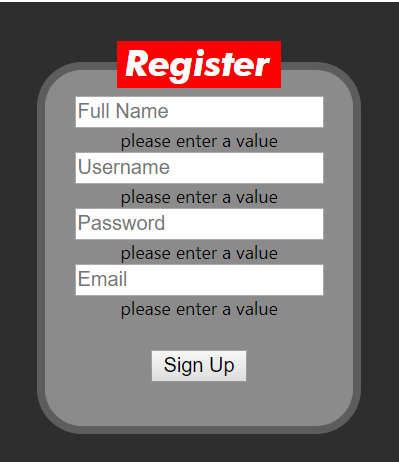 Register
Full Name
please enter a value
Username
please enter a value
Password
please enter a value
Email
please enter a value
Sign Up